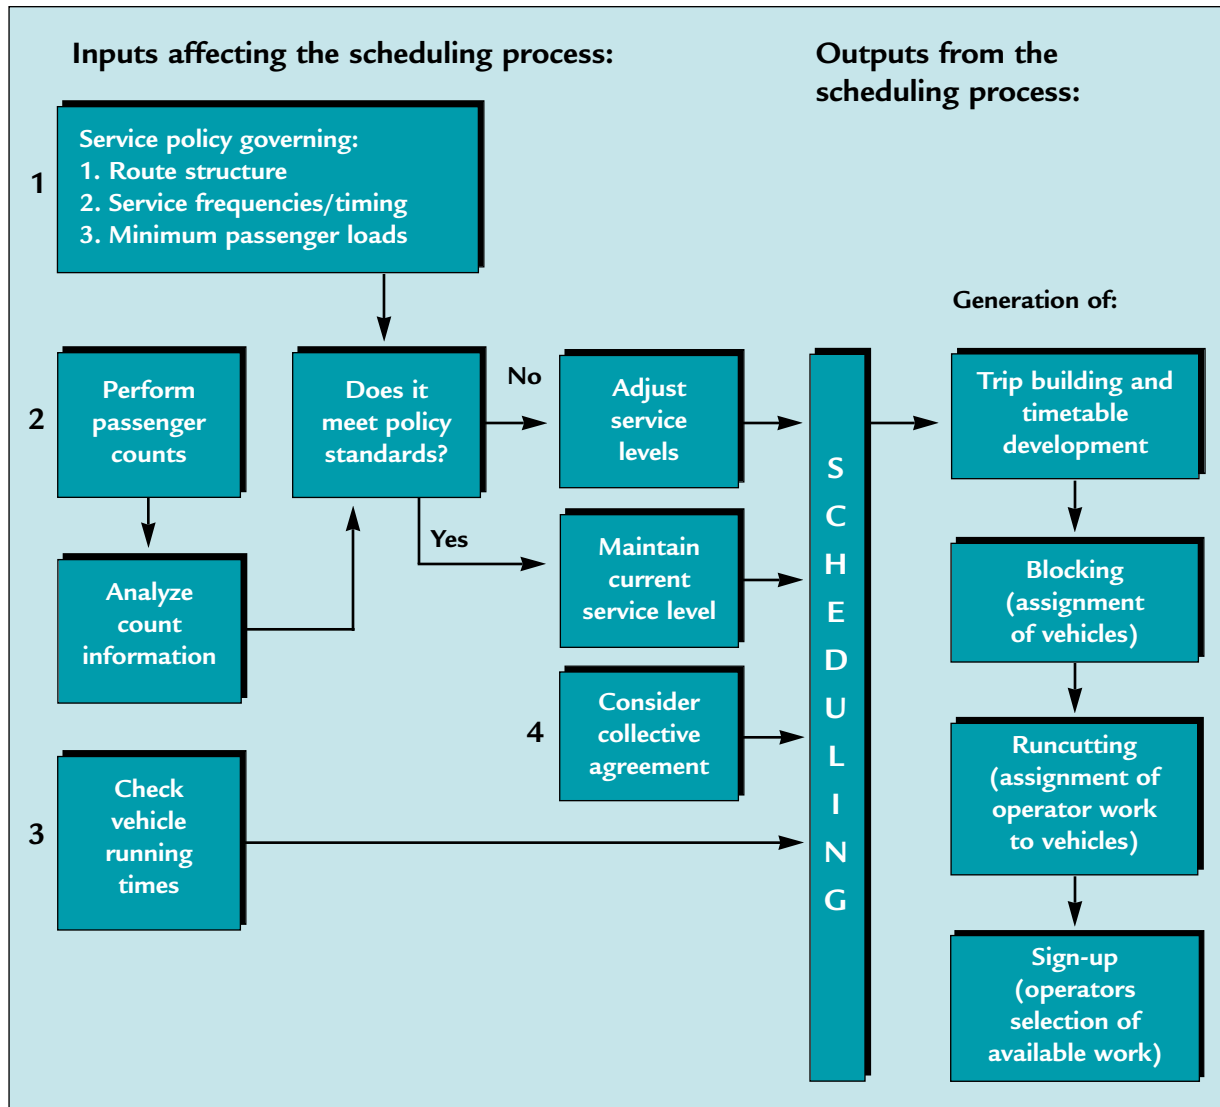 Inputs affecting the scheduling process:
Outputs from the
scheduling process:
1
Service policy governing:
1. Route structure
2. Service frequencies/timing
3. Minimum passenger loads
Generation of:
2
Perform
passenger
counts
Does it
meet policy
standards?
No
Adjust
service
levels
Yes
Analyze
count
information
Maintain
current
service level
4
Consider
collective
agreement
3
Check
vehicle
running
times
S
C
H
E
D
U
L
I
N
G
Trip building and
timetable
development
Blocking
(assignment
of vehicles)
Runcutting
(assignment of
operator work
to vehicles)
Sign-up
(operators
selection of
available work)